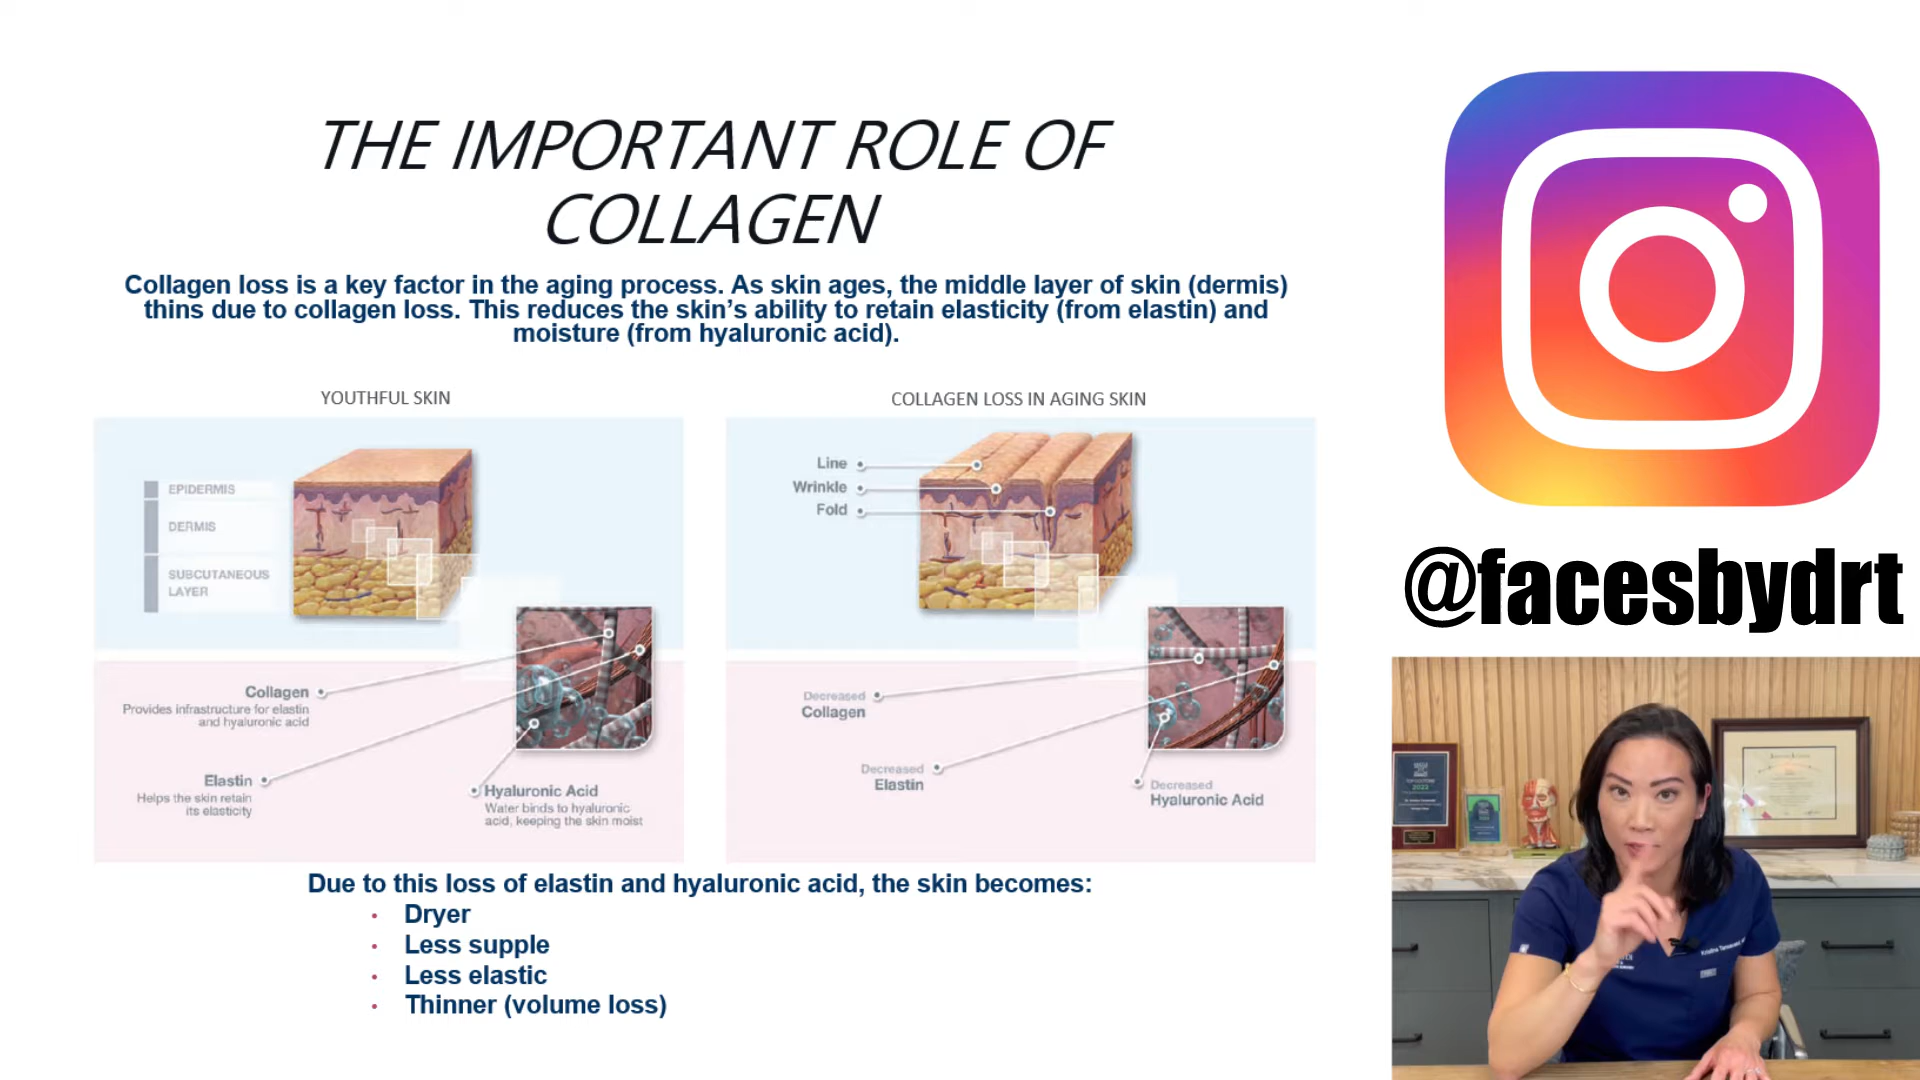 THE IMPORTANT ROLE OF
COLLAGEN
Collagen loss is a key factor in the aging process. As skin ages, the middle layer of skin (dermis)
thins due to collagen loss. This reduces the skin’s ability to retain elasticity (from elastin) and
moisture (from hyaluronic acid).
YOUTHFUL SKIN
EPIDERMIS
DERMIS
SUBCUTANEOUS
LAYER
Collagen
Provides infrastructure for elastin
and hyaluronic acid
Elastin
Helps the skin retain
its elasticity
Hyaluronic Acid
Water binds to hyaluronic
acid, keeping the skin moist
COLLAGEN LOSS IN AGING SKIN
Line
Wrinkle
Fold
Decreased
Collagen
Decreased
Elastin
Decreased
Hyaluronic Acid
Due to this loss of elastin and hyaluronic acid, the skin becomes:
• Dryer
• Less supple
• Less elastic
• Thinner (volume loss)
@facesbydrt
2023